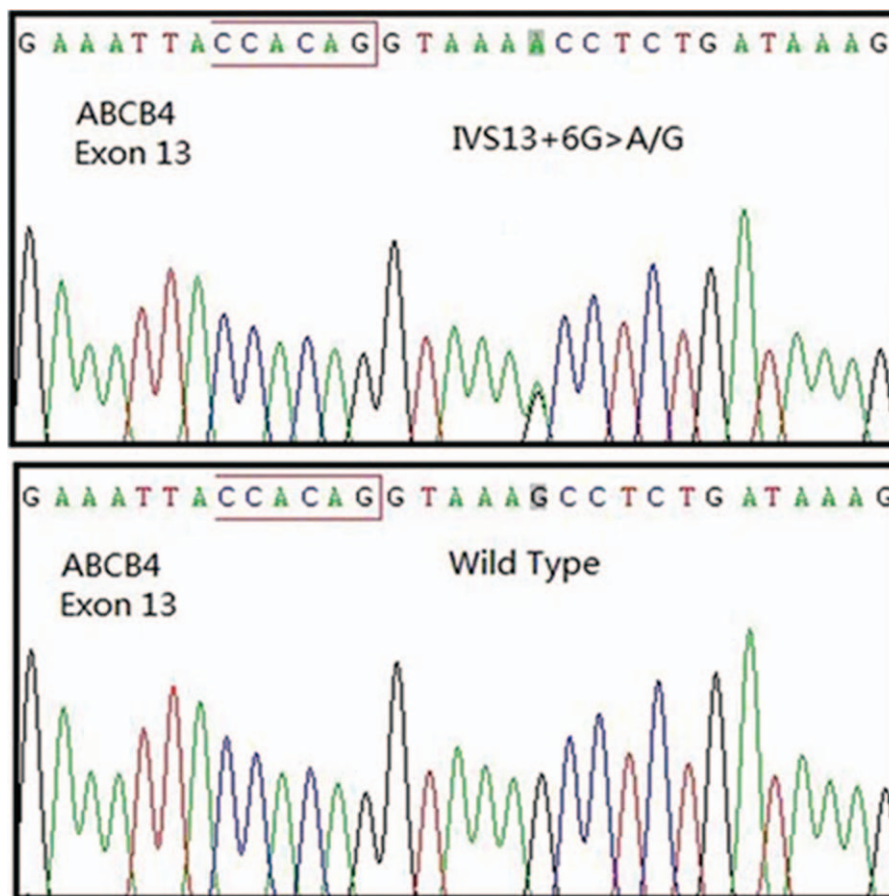 G A A A T T A C C A C A G G T A A A A C C T C T G A T A A A G
ABCB4
Exon 13
IVS13+6G>A/G
G A A A T T A C C A C A G G T A A A G C C T C T G A T A A A G
ABCB4
Exon 13
Wild Type